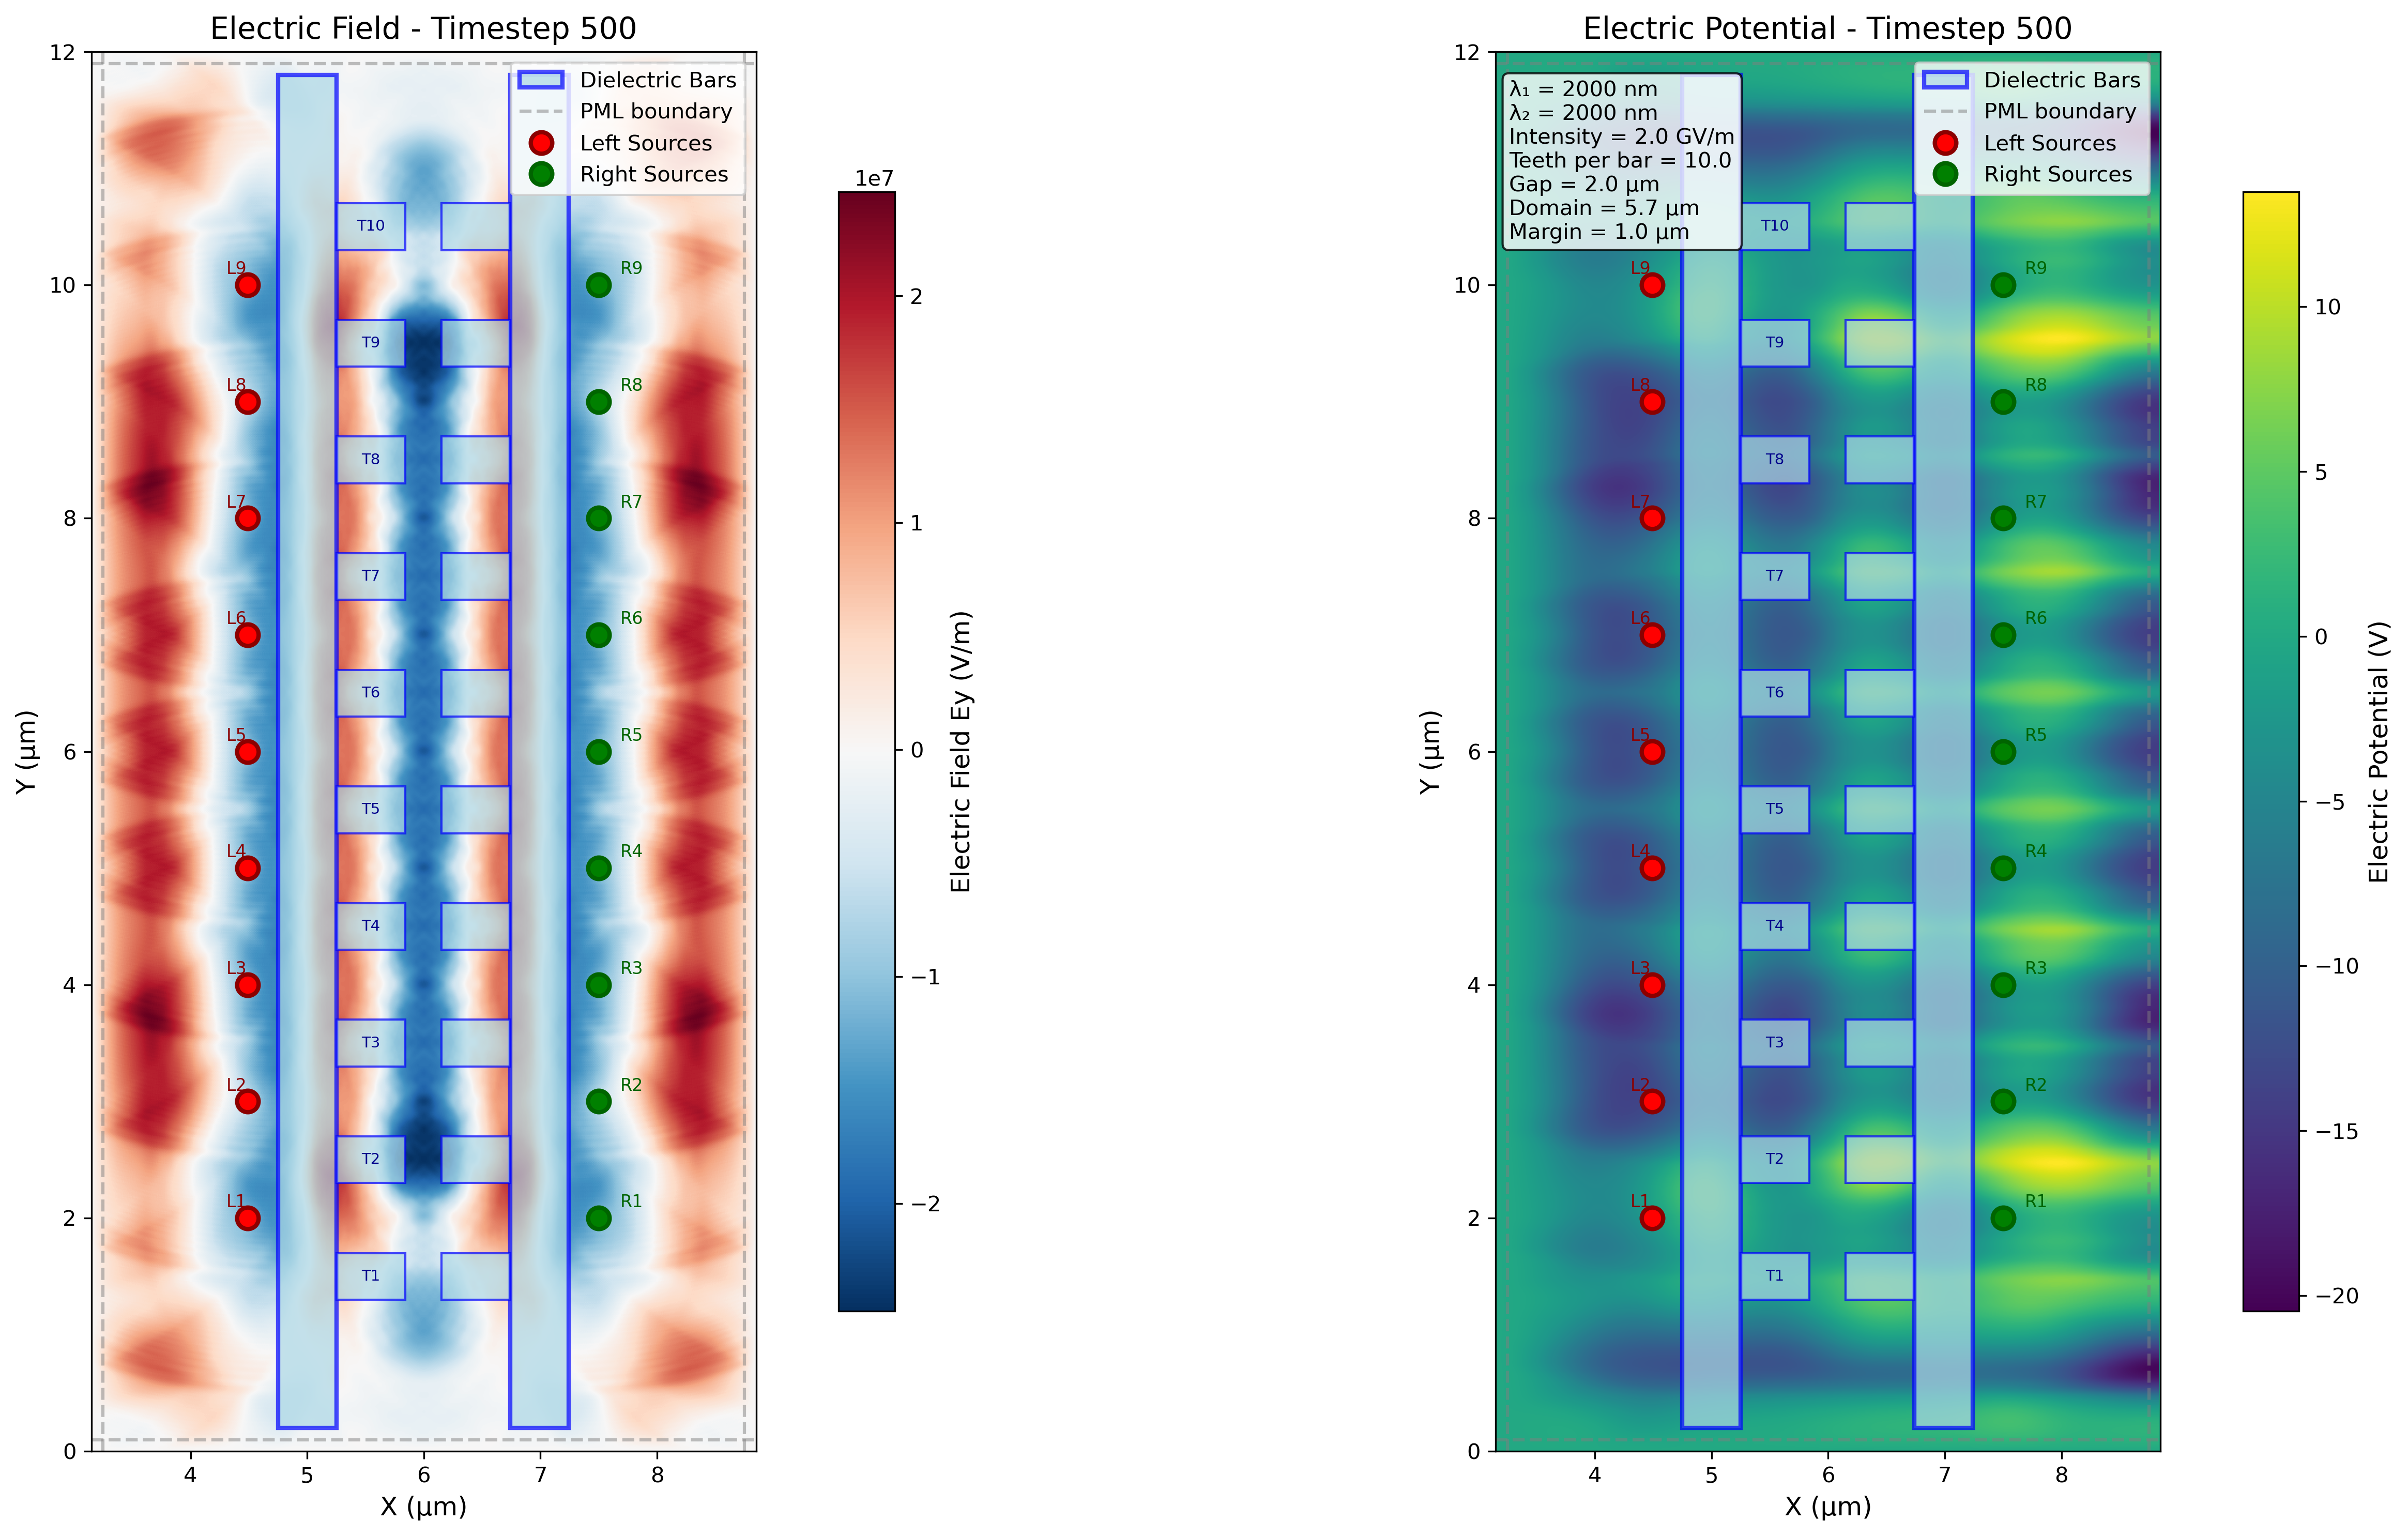 Electric Field - Timestep 500
12
10
8
6
4
2
0
Y (μm)
4
5
6
7
8
X (μm)
Dielectric Bars
PML boundary
Left Sources
Right Sources
T10
T9
T8
T7
T6
T5
T4
T3
T2
T1
L9
L8
L7
L6
L5
L4
L3
L2
L1
R9
R8
R7
R6
R5
R4
R3
R2
R1
1e7
2
1
0
−1
−2
Electric Field Ey (V/m)
Electric Potential - Timestep 500
12
10
8
6
4
2
0
Y (μm)
4
5
6
7
8
X (μm)
λ₁ = 2000 nm
λ₂ = 2000 nm
Intensity = 2.0 GV/m
Teeth per bar = 10.0
Gap = 2.0 μm
Domain = 5.7 μm
Margin = 1.0 μm
Dielectric Bars
PML boundary
Left Sources
Right Sources
T10
T9
T8
T7
T6
T5
T4
T3
T2
T1
L9
L8
L7
L6
L5
L4
L3
L2
L1
R9
R8
R7
R6
R5
R4
R3
R2
R1
10
5
0
−5
−10
−15
−20
Electric Potential (V)